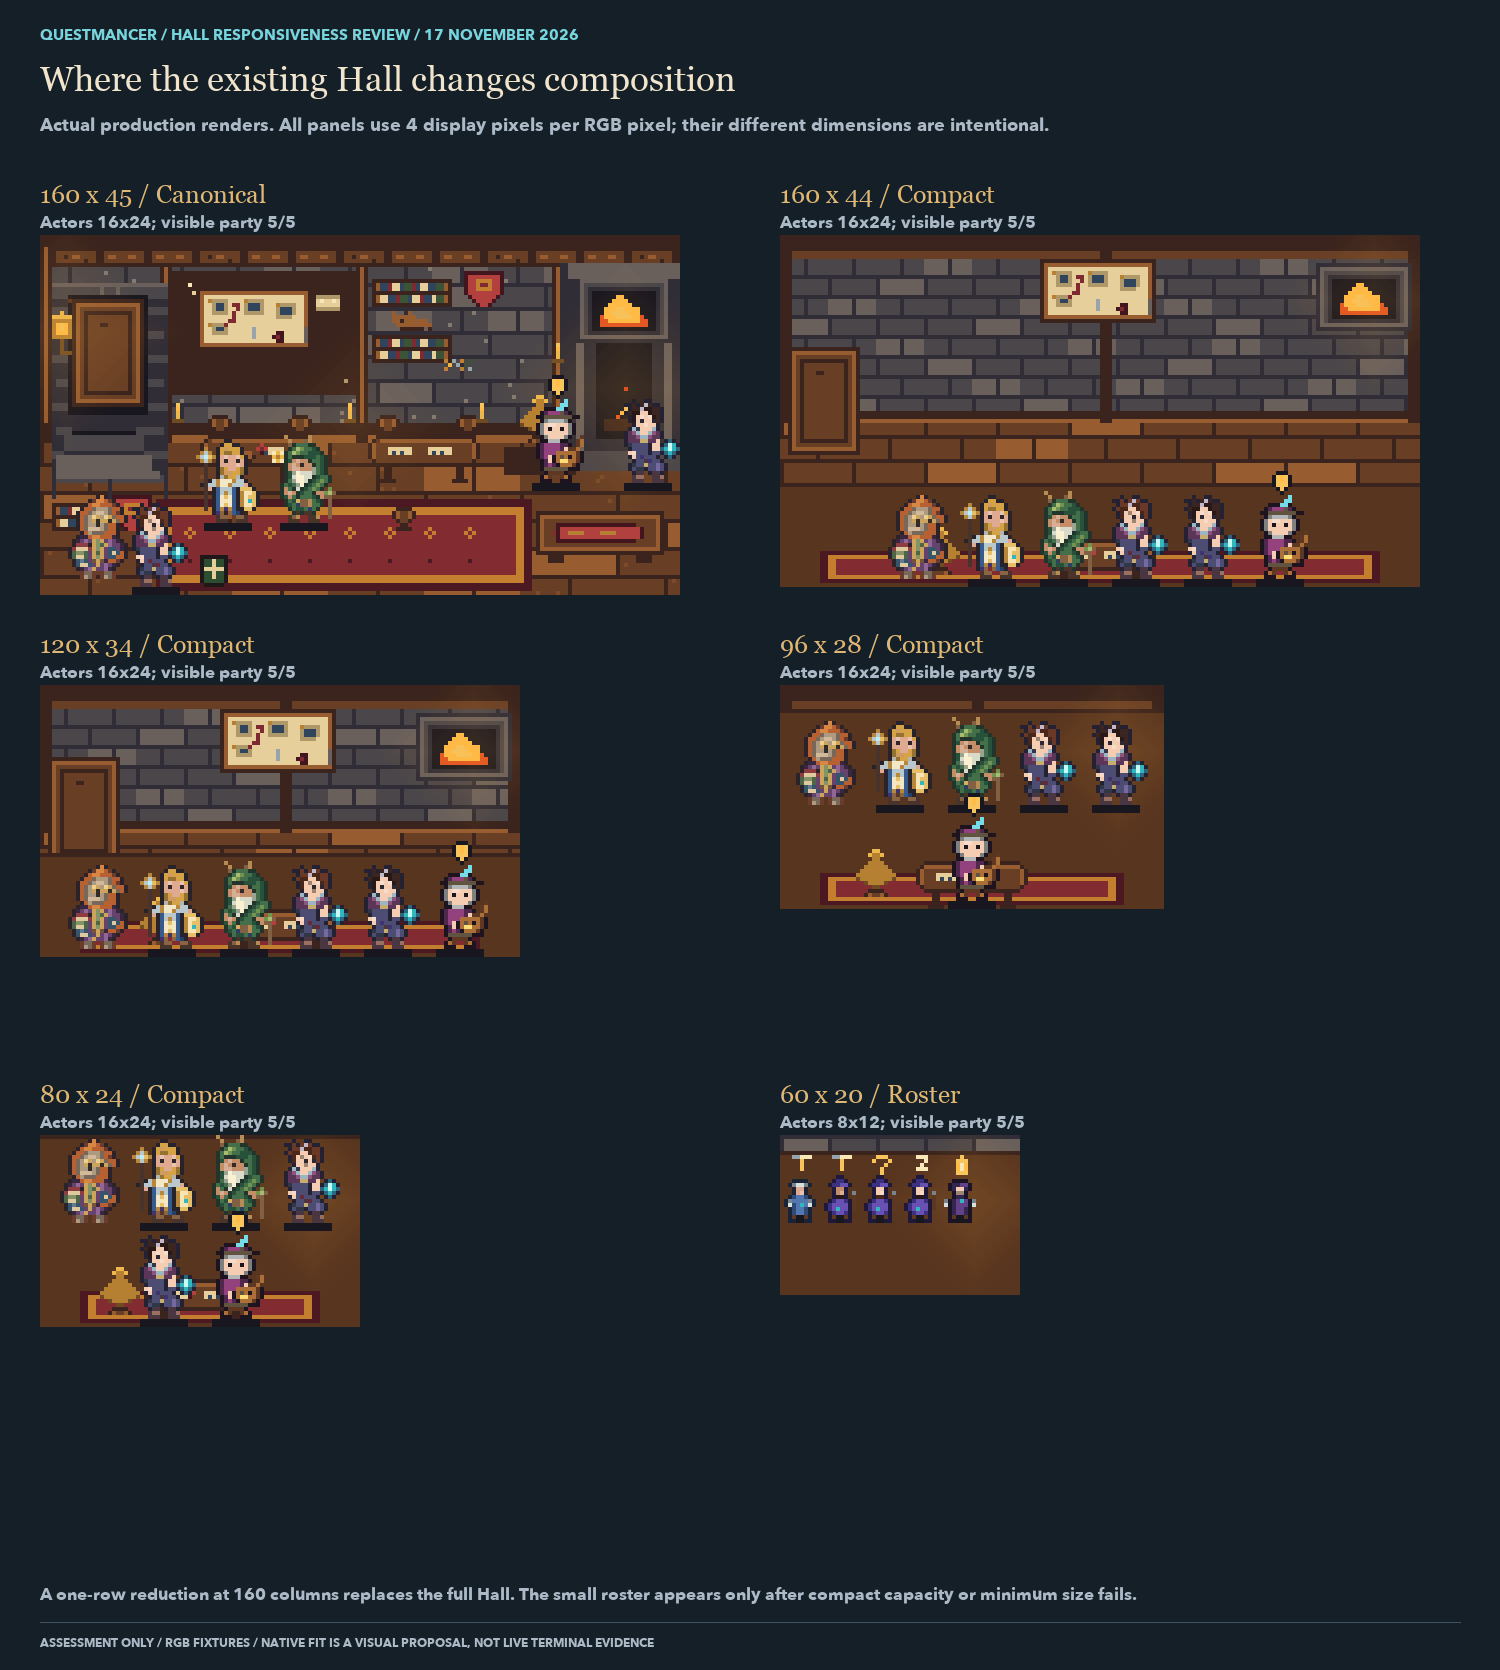 QUESTMANCER / HALL RESPONSIVENESS REVIEW / 17 NOVEMBER 2026
Where the existing Hall changes composition
Actual production renders. All panels use 4 display pixels per RGB pixel; their different dimensions are intentional.
160 x 45 / Canonical
Actors 16x24; visible party 5/5
160 x 44 / Compact
Actors 16x24; visible party 5/5
120 x 34 / Compact
Actors 16x24; visible party 5/5
96 x 28 / Compact
Actors 16x24; visible party 5/5
80 x 24 / Compact
Actors 16x24; visible party 5/5
60 x 20 / Roster
Actors 8x12; visible party 5/5
A one-row reduction at 160 columns replaces the full Hall. The small roster appears only after compact capacity or minimum size fails.
ASSESSMENT ONLY / RGB FIXTURES / NATIVE FIT IS A VISUAL PROPOSAL, NOT LIVE TERMINAL EVIDENCE